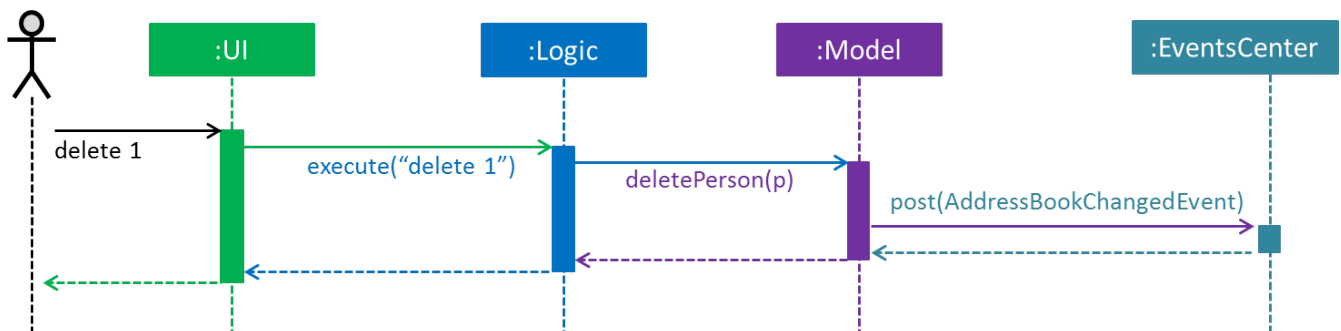 :UI
:Logic
:Model
:EventsCenter
delete 1
execute(“delete 1”)
deletePerson(p)
post(AddressBookChangedEvent)